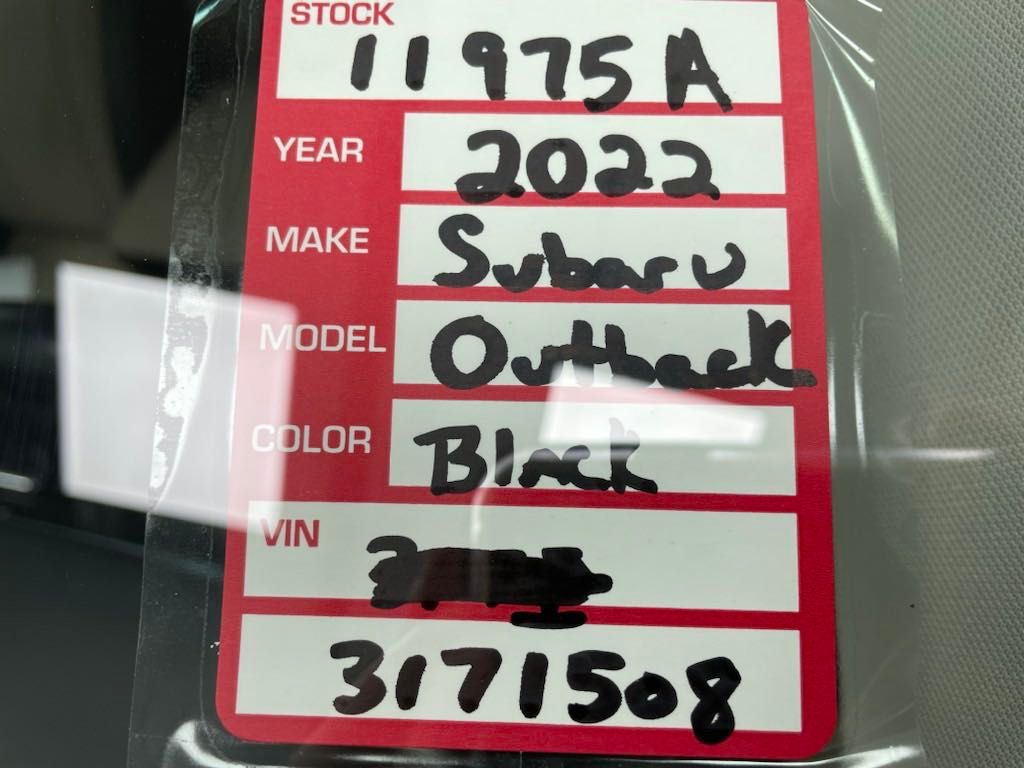 STOCK
11975A
YEAR 2022
MAKE Subaru
MODEL Outback
COLOR Black
VIN
3171508